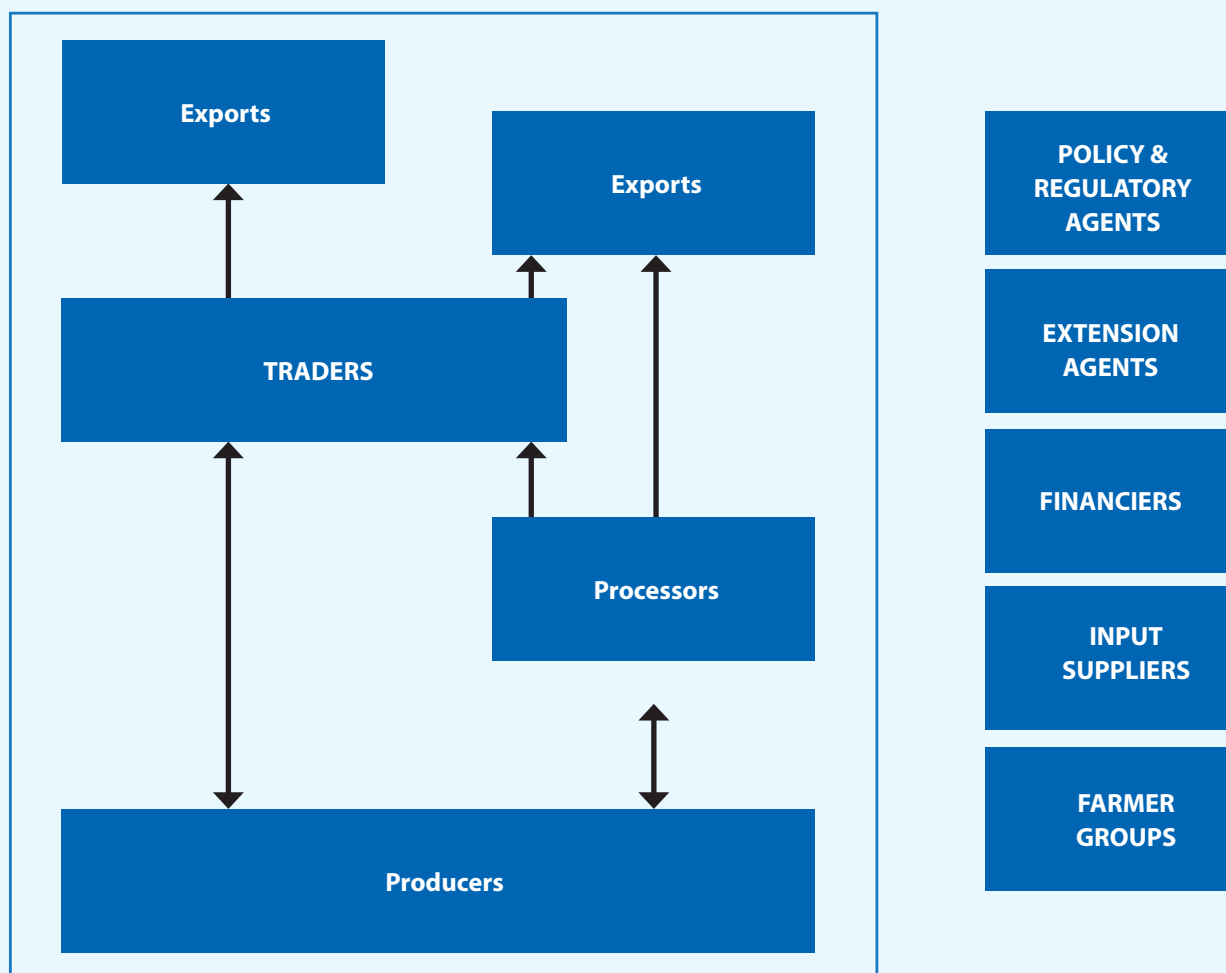 Exports
Exports
TRADERS
Processors
Producers
POLICY &
REGULATORY
AGENTS
EXTENSION
AGENTS
FINANCIERS
INPUT
SUPPLIERS
FARMER
GROUPS